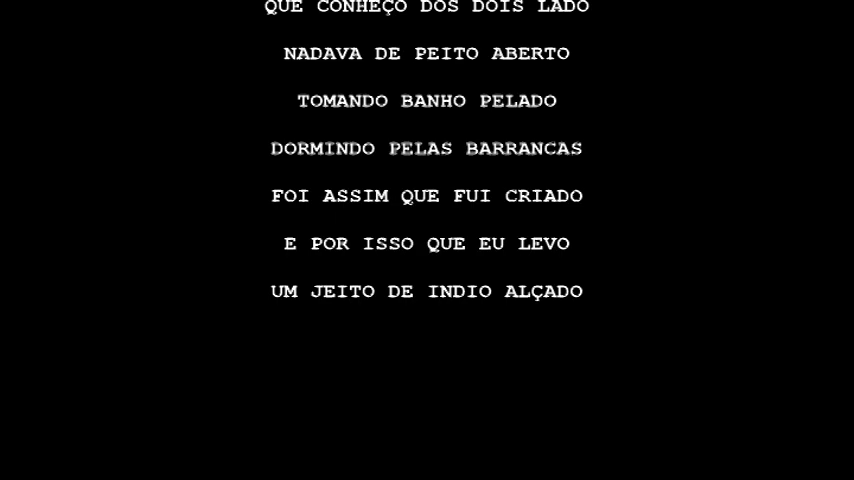 QUE CONHEÇO DOS DOIS LADO
NADAVA DE PEITO ABERTO
TOMANDO BANHO PELADO
DORMINDO PELAS BARRANCAS
FOI ASSIM QUE FUI CRIADO
E POR ISSO QUE EU LEVO
UM JEITO DE INDIO ALÇADO